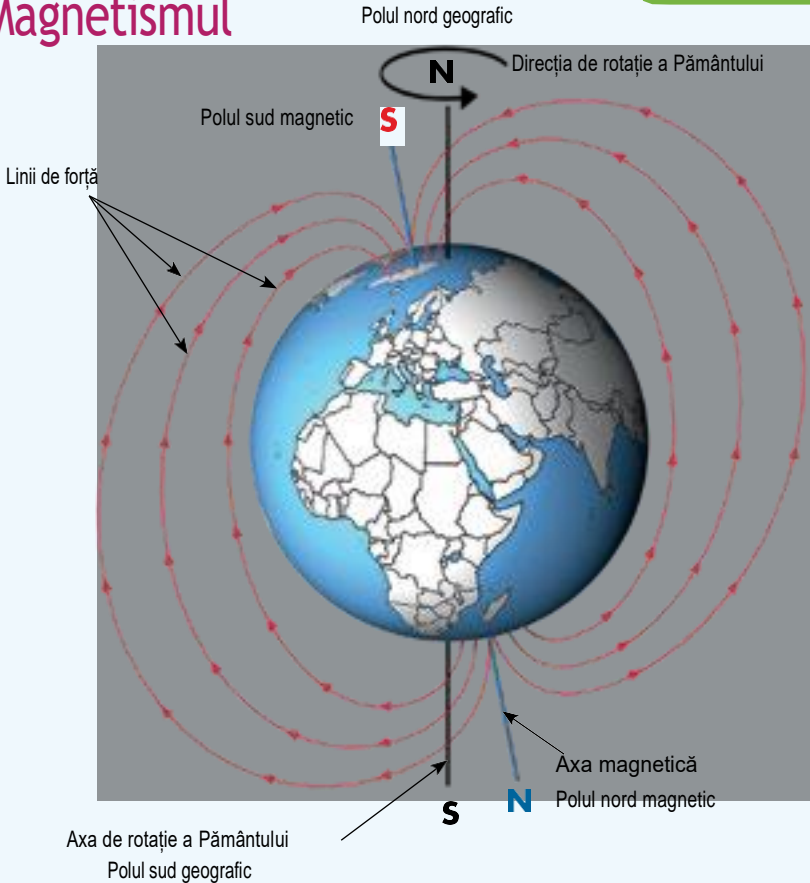 Magnetismul
Polul nord geografic
N
Direcția de rotație a Pământului
Polul sud magnetic
S
Linii de forță
Axa magnetică
N
Polul nord magnetic
S
Axa de rotație a Pământului
Polul sud geografic